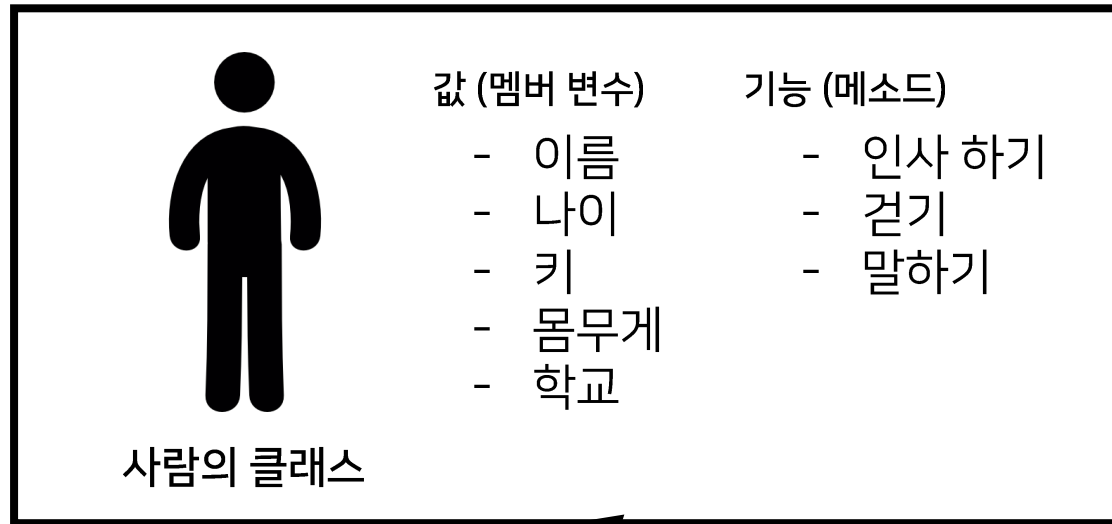 값 (멤버 변수)
- 이름
- 나이
- 키
- 몸무게
- 학교
기능 (메소드)
- 인사 하기
- 걷기
- 말하기
사람의 클래스